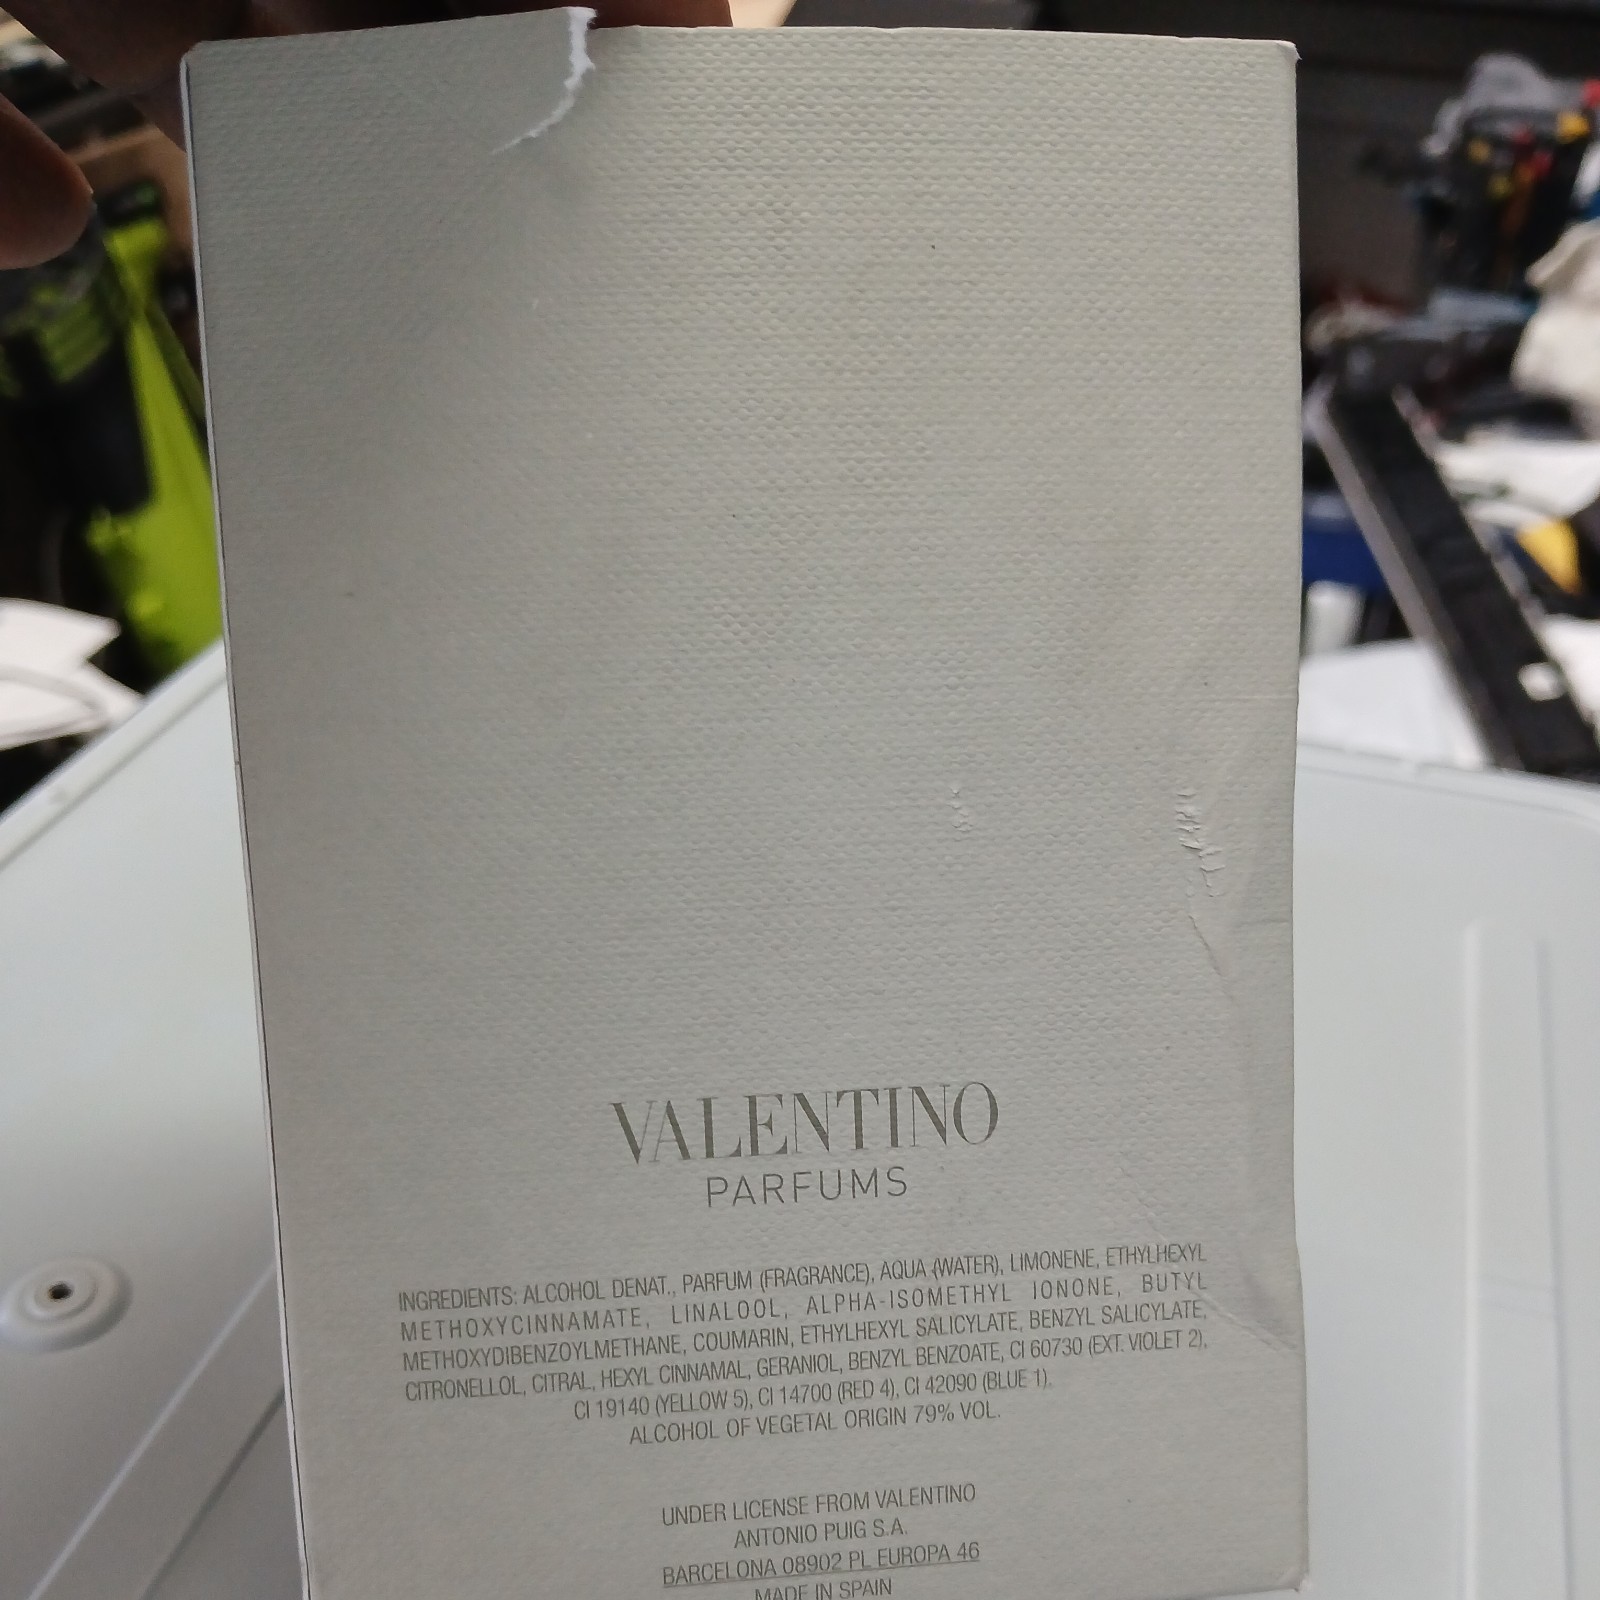 VALENTINO
PARFUMS
INGREDIENTS: ALCOHOL DENAT., PARFUM (FRAGRANCE), AQUA (WATER), LIMONENE, ETHYLHEXYL
METHOXYCINNAMATE, LINALOOL, ALPHA-ISOMETHYL IONONE, BUTYL
METHOXYDIBENZOYLMETHANE, COUMARIN, ETHYLHEXYL SALICYLATE, BENZYL SALICYLATE,
CITRONELLOL, CITRAL, HEXYL CINNAMAL, GERANIOL, BENZYL BENZOATE, CI 60730 (EXT. VIOLET 2),
CI 19140 (YELLOW 5), CI 14700 (RED 4), CI 42090 (BLUE 1).
ALCOHOL OF VEGETAL ORIGIN 79% VOL.
UNDER LICENSE FROM VALENTINO
ANTONIO PUIG S.A.
BARCELONA 08902 PL EUROPA 46
MADE IN SPAIN